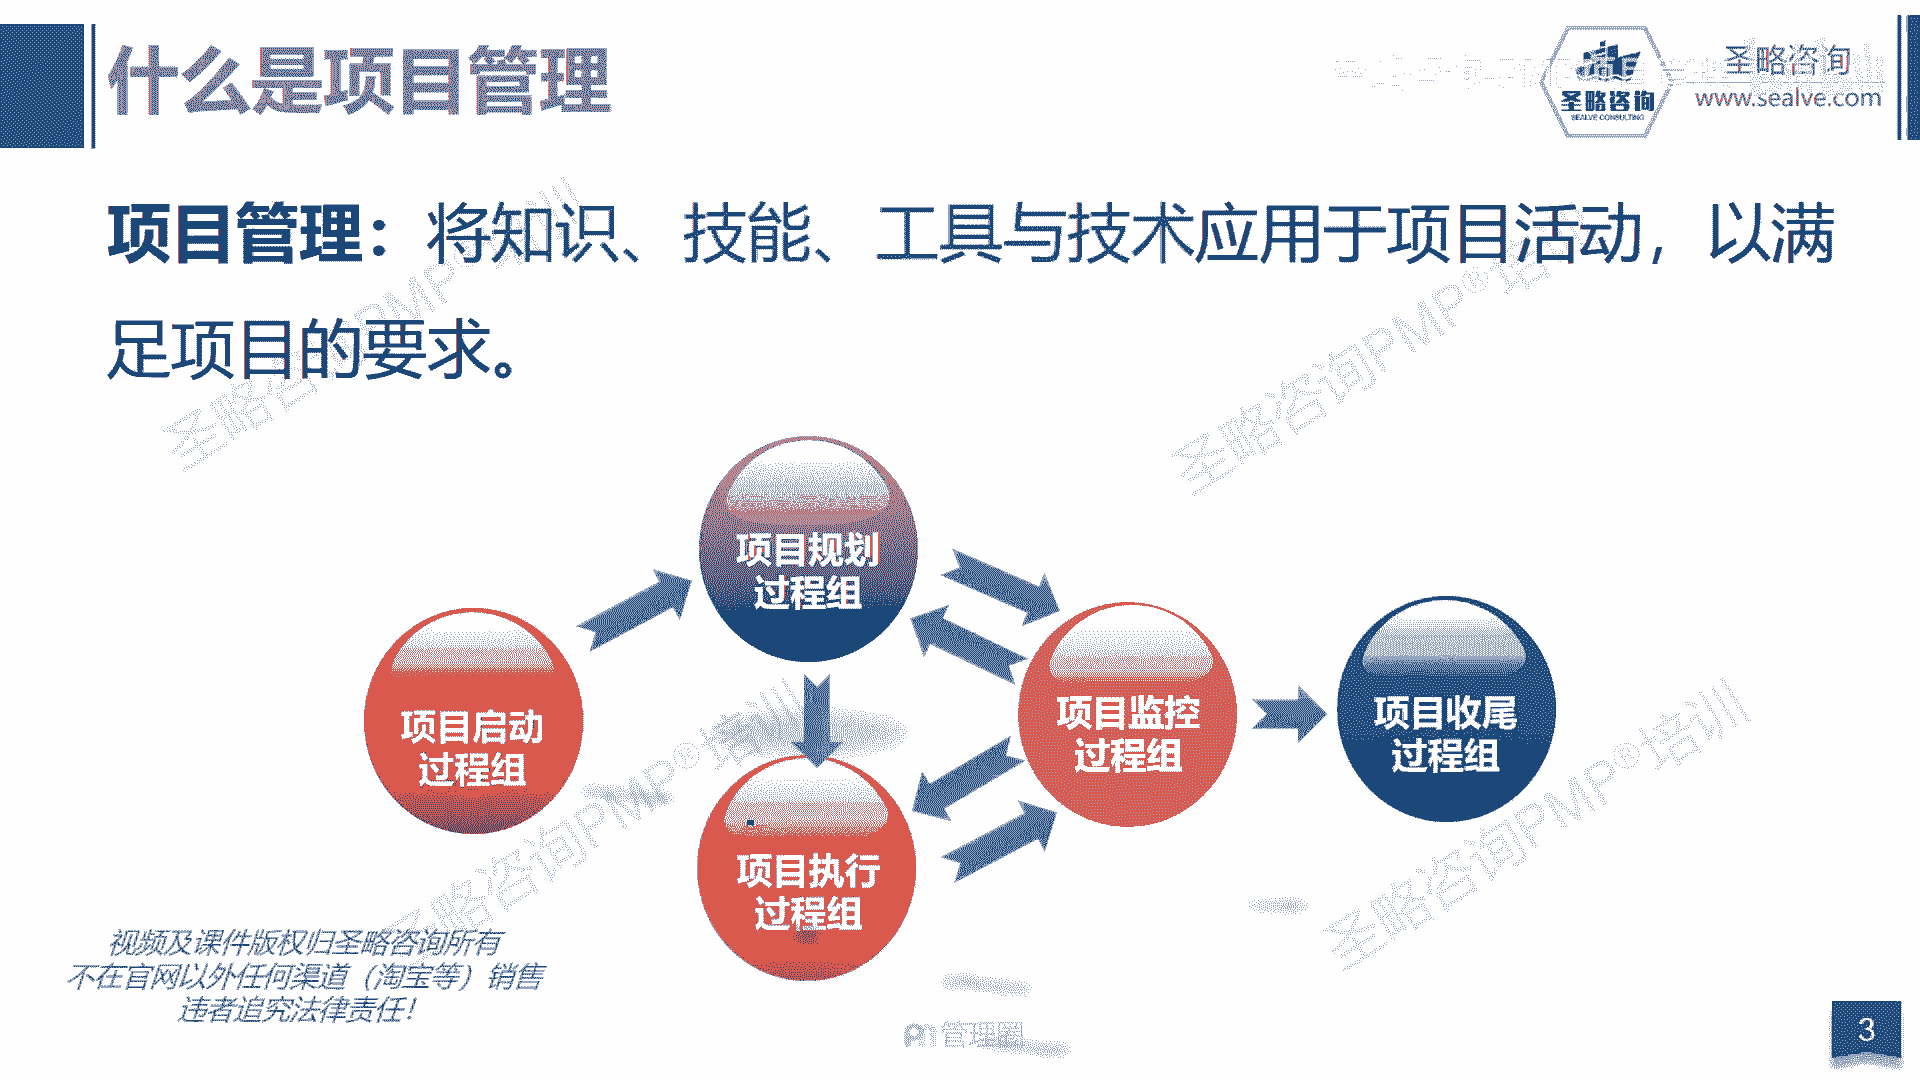 什么是项目管理
圣略咨询
SEALVE CONSULTING
圣略咨询
www.sealve.com
项目管理：将知识、技能、工具与技术应用于项目活动，以满
足项目的要求。
圣略咨询PMP®培训
圣略咨询PMP®培训
项目规划
过程组
项目启动
过程组
项目监控
过程组
项目收尾
过程组
项目执行
过程组
圣略咨询PMP®培训
圣略咨询PMP®培训
视频及课件版权归圣略咨询所有
不在官网以外任何渠道（淘宝等）销售
违者追究法律责任！
管理圈
3